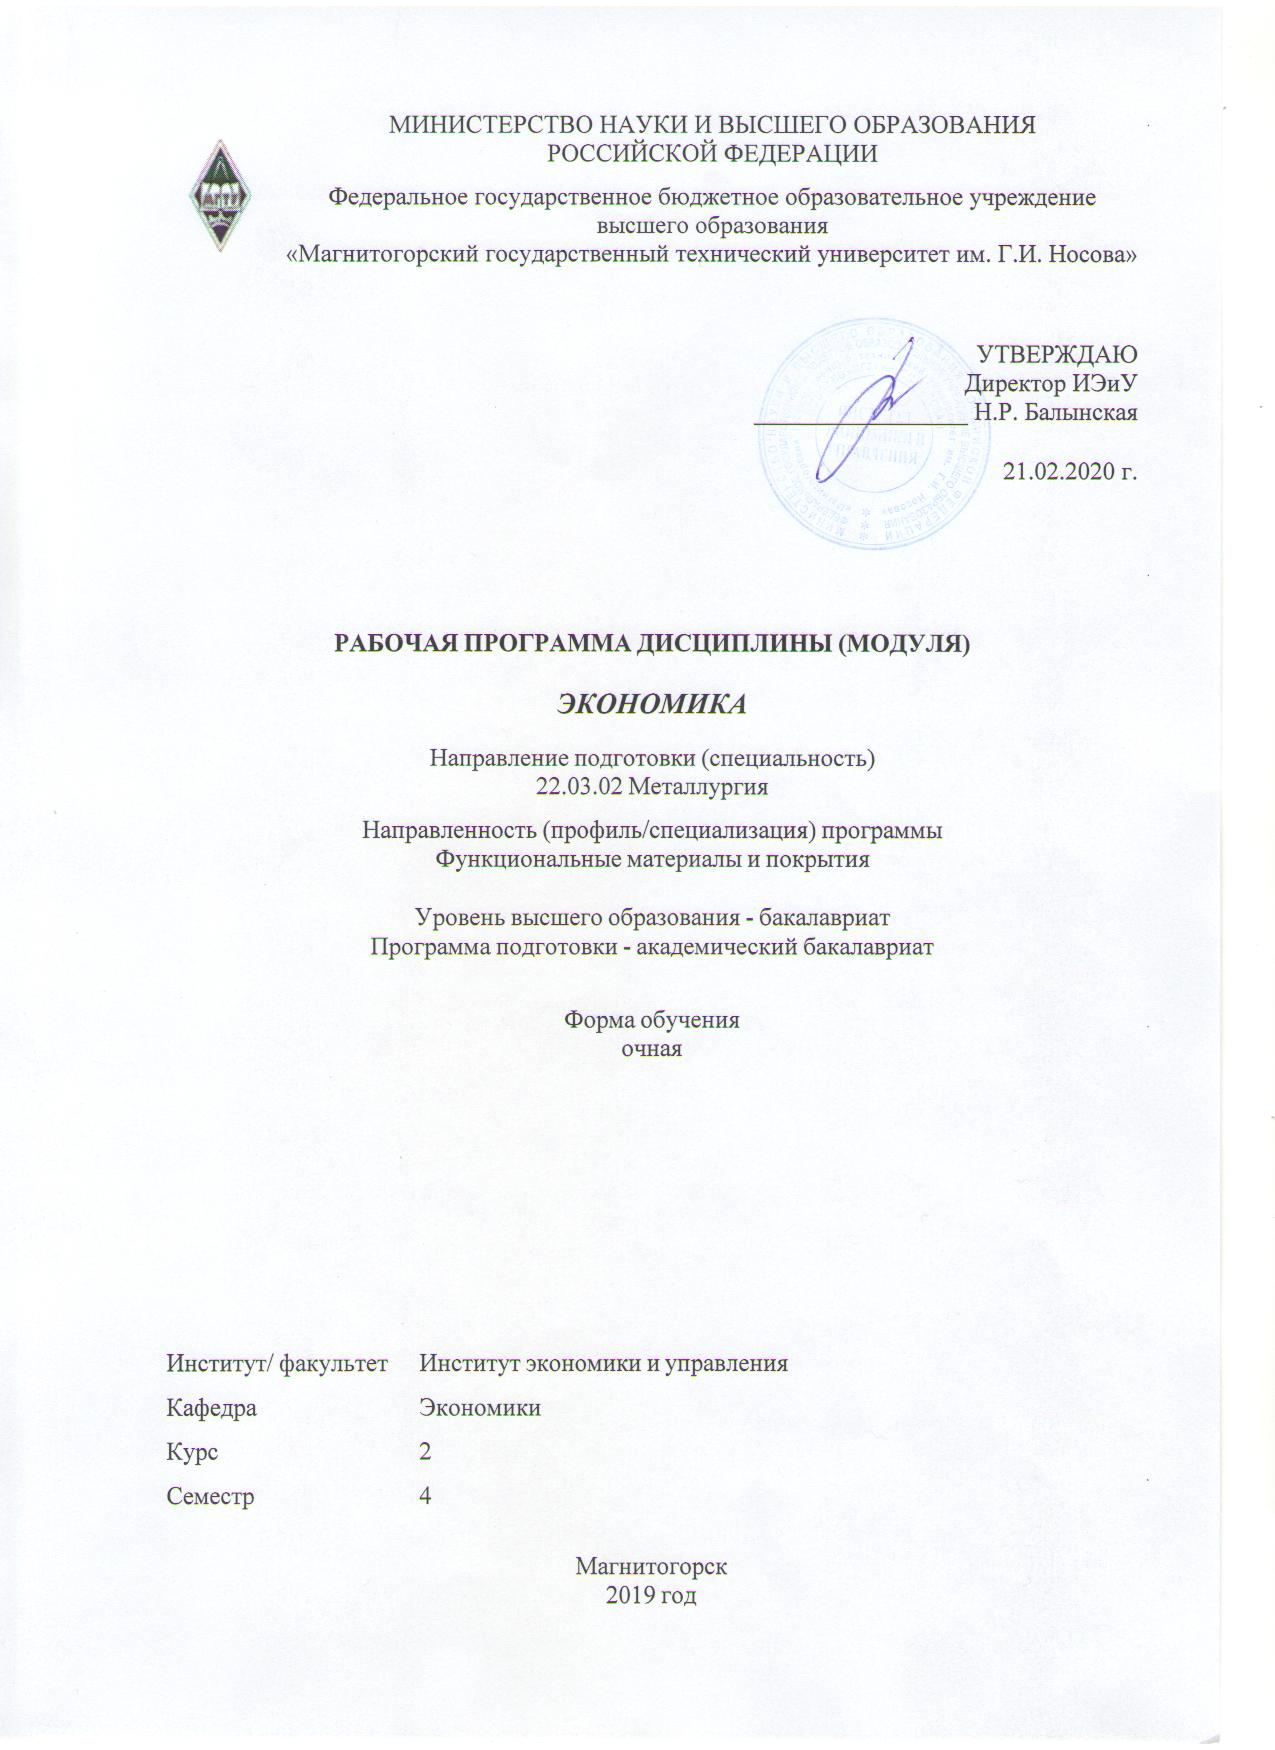 МИНИСТЕРСТВО НАУКИ И ВЫСШЕГО ОБРАЗОВАНИЯ
РОССИЙСКОЙ ФЕДЕРАЦИИ
Федеральное государственное бюджетное образовательное учреждение
высшего образования
«Магнитогорский государственный технический университет им. Г.И. Носова»
УТВЕРЖДАЮ
Директор ИЭиУ
Н.Р. Балынская
21.02.2020 г.
РАБОЧАЯ ПРОГРАММА ДИСЦИПЛИНЫ (МОДУЛЯ)
ЭКОНОМИКА
Направление подготовки (специальность)
22.03.02 Металлургия
Направленность (профиль/специализация) программы
Функциональные материалы и покрытия
Уровень высшего образования - бакалавриат
Программа подготовки - академический бакалавриат
Форма обучения
очная
Институт/ факультет Институт экономики и управления
Кафедра Экономики
Курс 2
Семестр 4
Магнитогорск
2019 год